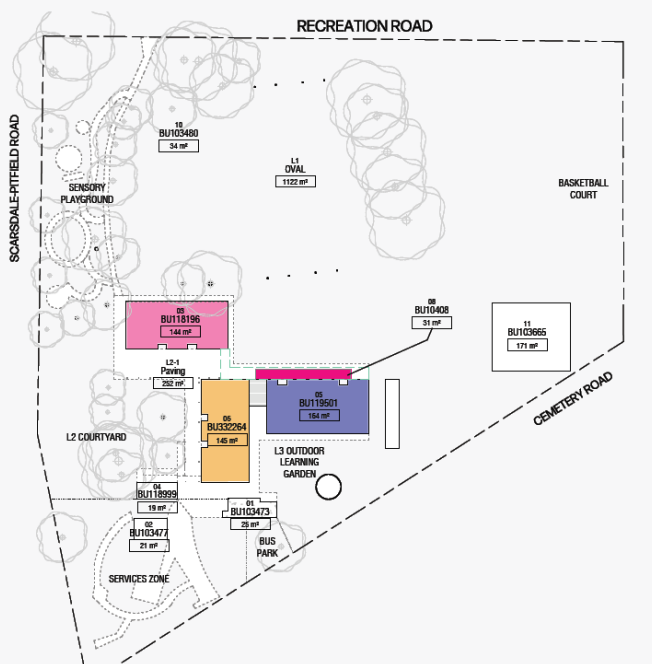 RECREATION ROAD
SCARSDALE-PITFIELD ROAD
10
BU103480
34 m²
L1
OVAL
1122 m²
SENSORY
PLAYGROUND
BASKETBALL
COURT
03
BU118196
144 m²
08
BU10408
31 m²
11
BU103665
171 m²
L2-1
Paving
252 m²
05
BU119501
164 m²
CEMETERY ROAD
06
BU332264
145 m²
L2 COURTYARD
L3 OUTDOOR
LEARNING
GARDEN
04
BU118999
19 m²
01
BU103473
25 m²
02
BU103477
21 m²
BUS
PARK
SERVICES ZONE